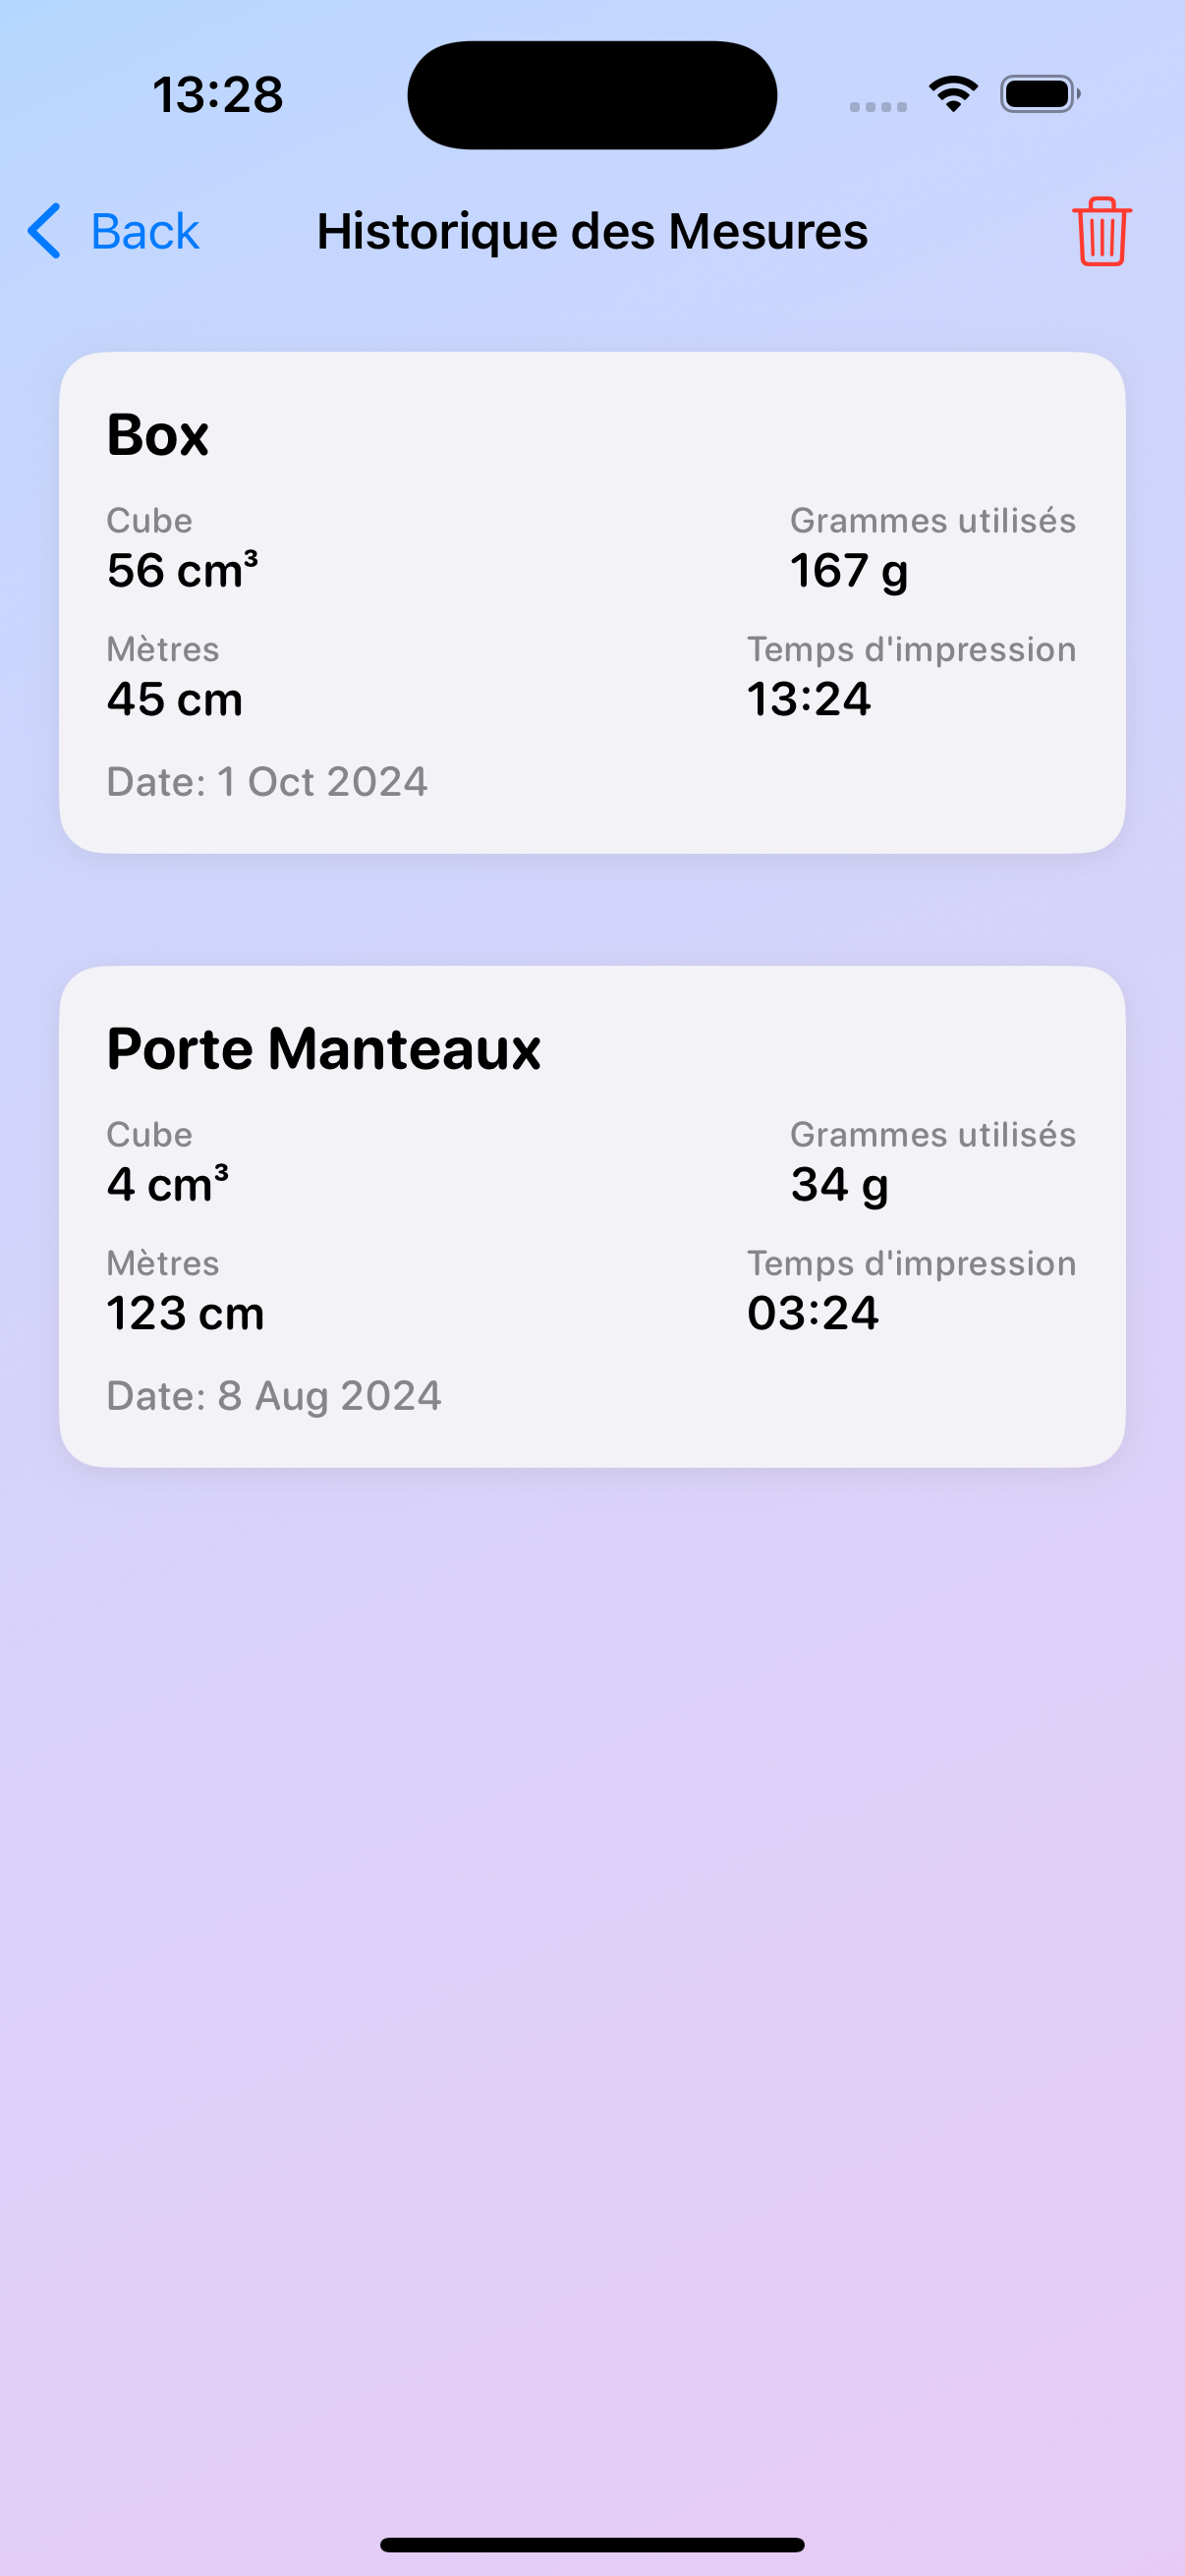 13:28
Back Historique des Mesures
Box
Cube Grammes utilisés
56 cm³ 167 g
Mètres Temps d'impression
45 cm 13:24
Date: 1 Oct 2024
Porte Manteaux
Cube Grammes utilisés
4 cm³ 34 g
Mètres Temps d'impression
123 cm 03:24
Date: 8 Aug 2024